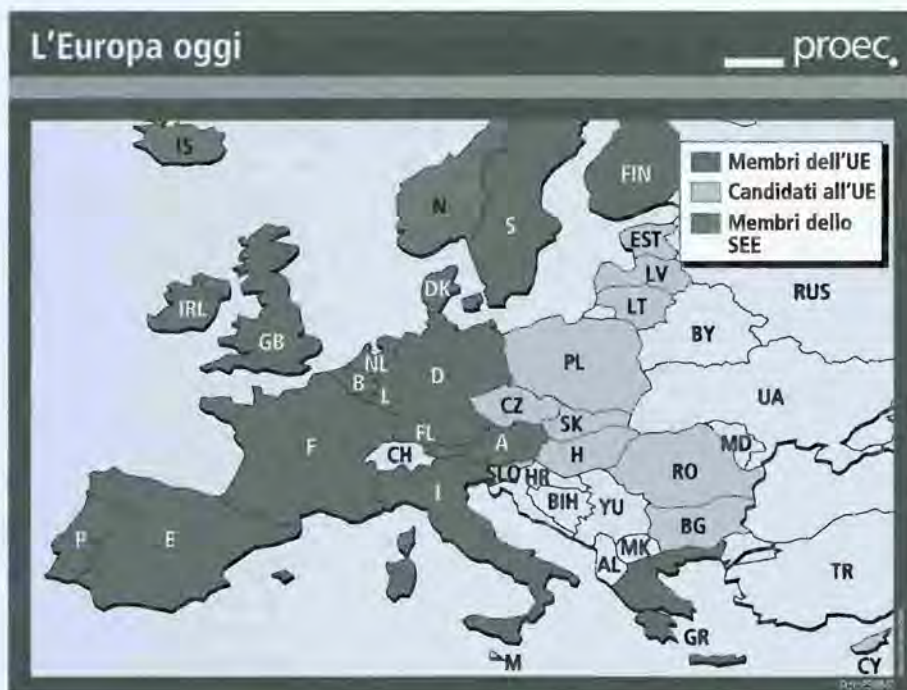 L'Europa oggi
proec.
Membri dell'UE
Candidati all'UE
Membri dello
SEE
IS
FIN
N
S
EST
LV
LT
RUS
DK
IRL
GB
BY
NL
B
D
L
PL
UA
CZ
SK
FL
A
F
CH
H
MD
I
SLO
HR
RO
BIH
YU
P
E
BG
MK
AL
TR
GR
M
CY